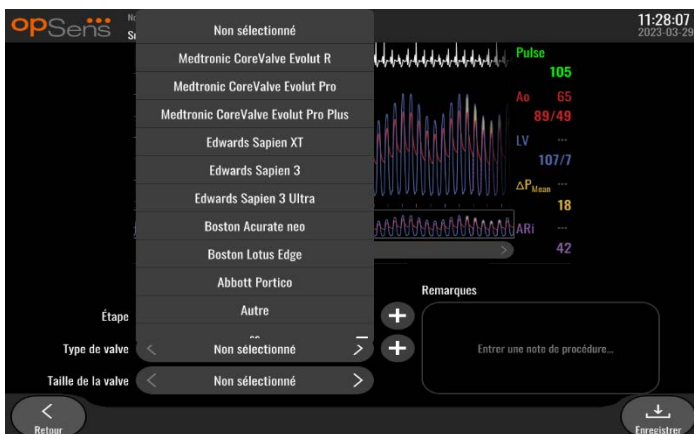 opSens
11:28:07
2023-03-29
Non sélectionné
Medtronic CoreValve Evolut R
Medtronic CoreValve Evolut Pro
Medtronic CoreValve Evolut Pro Plus
Edwards Sapien XT
Edwards Sapien 3
Edwards Sapien 3 Ultra
Boston Acurate neo
Boston Lotus Edge
Abbott Portico
Autre
Pulse
105
Ao 65
89/49
LV ---
107/7
ΔPMean ---
18
ARi
42
Remarques
Étape
Type de valve
Non sélectionné
Entrer une note de procédure...
Taille de la valve
Non sélectionné
Retour
Enregistrer